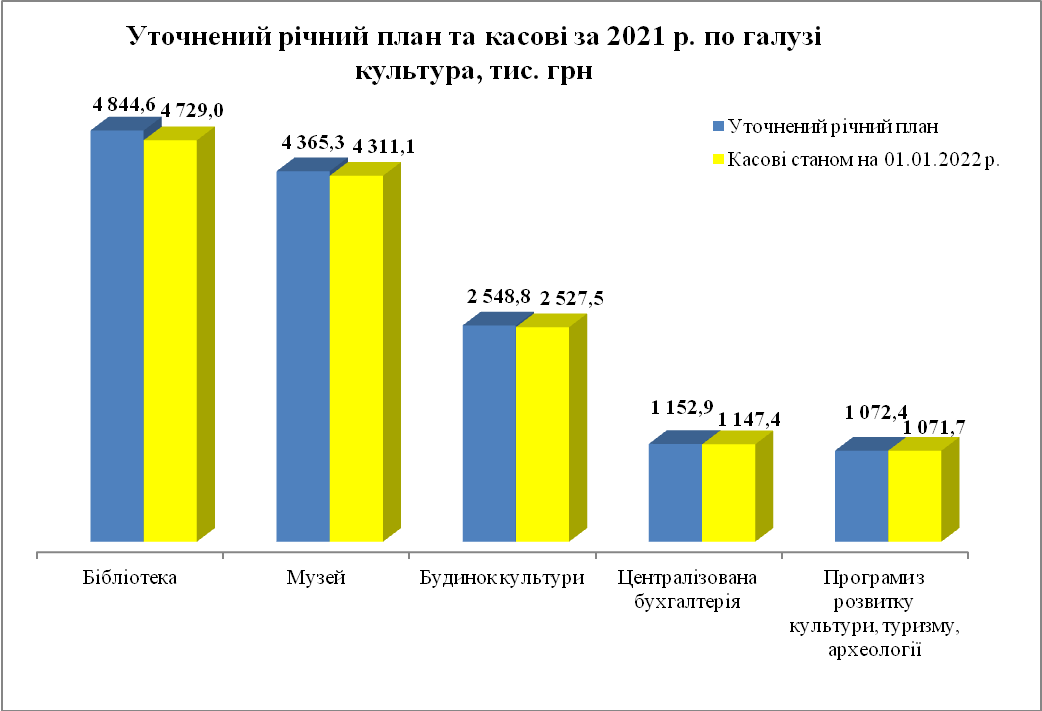 Уточнений річний план та касові за 2021 р. по галузі
культура, тис. грн
4 844,6
4 729,0
4 365,3
4 311,1
2 548,8
2 527,5
1 152,9
1 147,4
1 072,4
1 071,7
Уточнений річний план
Касові станом на 01.01.2022 р.
Бібліотека
Музей
Будинок культури
Централізована
бухгалтерія
Програми з
розвитку
культури, туризму,
археології